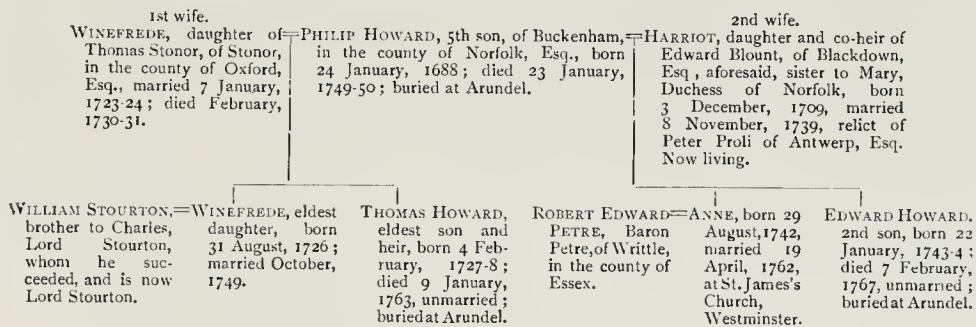 1st wife.
WINEFREDE, daughter of
Thomas Stonor, of Stonor,
in the county of Oxford,
Esq., married 7 January,
1723-24; died February,
1730-31.
=PHILIP HOWARD, 5th son, of Buckenham,=
in the county of Norfolk, Esq., born
24 January, 1688; died 23 January,
1749-50; buried at Arundel.
2nd wife.
HARRIOT, daughter and co-heir of
Edward Blount, of Blackdown,
Esq , aforesaid, sister to Mary,
Duchess of Norfolk, born
3 December, 1709, married
8 November, 1739, relict of
Peter Proli of Antwerp, Esq.
Now living.
WILLIAM STOURTON,=
brother to Charles,
Lord Stourton,
whom he suc-
ceeded, and is now
Lord Stourton.
WINEFREDE, eldest
daughter, born
31 August, 1726;
married October,
1749.
THOMAS HOWARD,
eldest son and
heir, born 4 Feb-
ruary, 1727-8;
died 9 January,
1763, unmarried;
buried at Arundel.
ROBERT EDWARD=
PETRE, Baron
Petre, of Writtle,
in the county of
Essex.
ANNE, born 29
August, 1742,
married 19
April, 1762,
at St. James's
Church,
Westminster.
EDWARD HOWARD.
2nd son, born 22
January, 1743-4;
died 7 February,
1767, unmarried;
buried at Arundel.